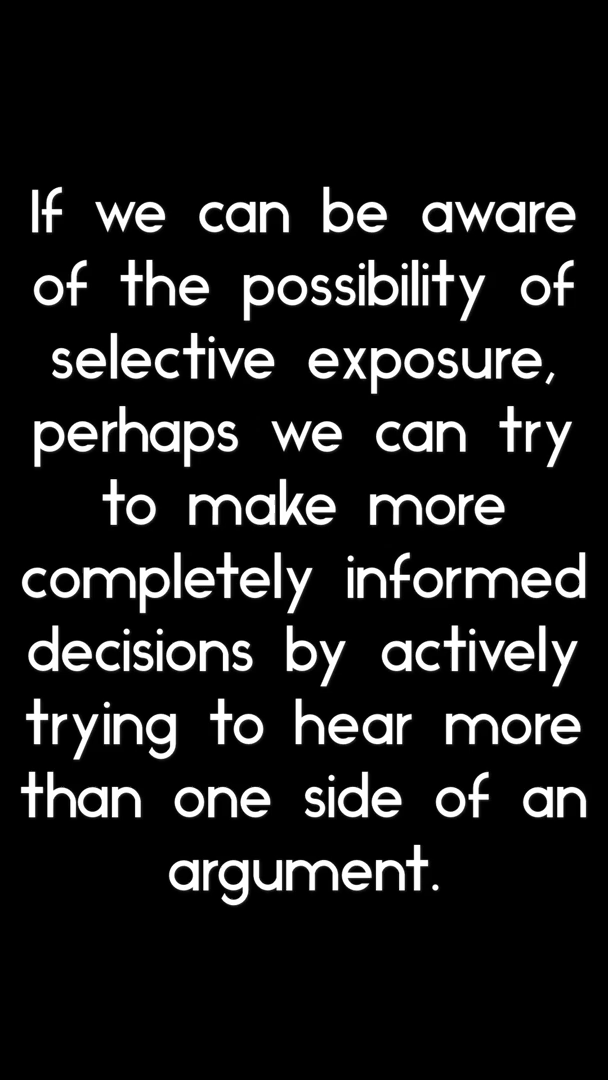 If we can be aware
of the possibility of
selective exposure,
perhaps we can try
to make more
completely informed
decisions by actively
trying to hear more
than one side of an
argument.